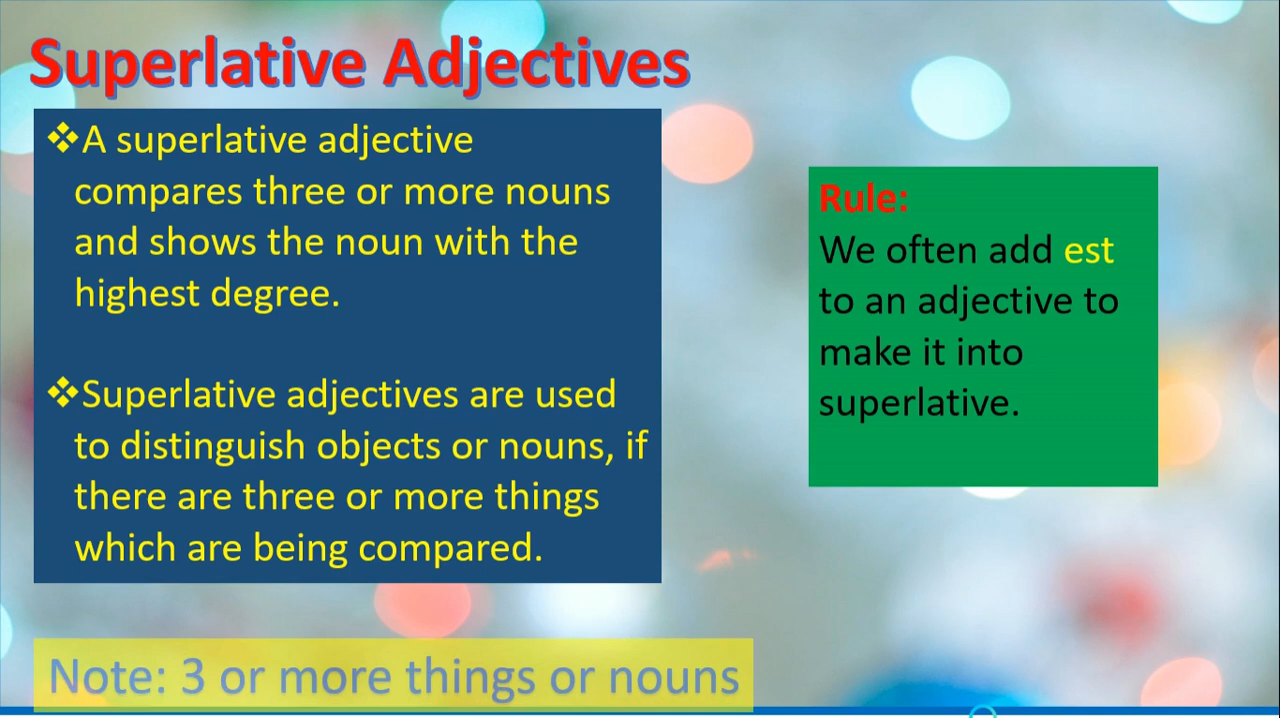 Superlative Adjectives
❖A superlative adjective
compares three or more nouns
and shows the noun with the
highest degree.
❖Superlative adjectives are used
to distinguish objects or nouns, if
there are three or more things
which are being compared.
Rule:
We often add est
to an adjective to
make it into
superlative.
Note: 3 or more things or nouns